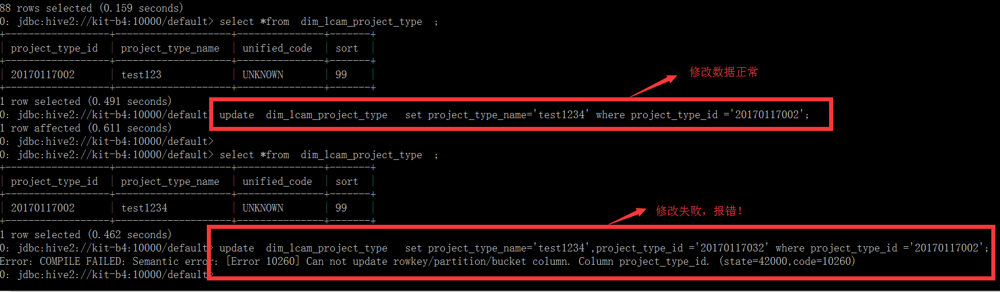 88 rows selected (0.159 seconds)
0: jdbc:hive2://kit-b4:10000/default> select *from  dim_lcam_project_type  ;
+------------------+--------------------+---------------+-------+
| project_type_id  | project_type_name  | unified_code  | sort  |
+------------------+--------------------+---------------+-------+
| 20170117002      | test123            | UNKNOWN       | 99    |
+------------------+--------------------+---------------+-------+
修改数据正常
1 row selected (0.491 seconds)
0: jdbc:hive2://kit-b4:10000/default> update  dim_lcam_project_type   set project_type_name='test1234' where project_type_id ='20170117002';
1 row affected (0.611 seconds)
0: jdbc:hive2://kit-b4:10000/default>
0: jdbc:hive2://kit-b4:10000/default> select *from  dim_lcam_project_type  ;
+------------------+--------------------+---------------+-------+
| project_type_id  | project_type_name  | unified_code  | sort  |
+------------------+--------------------+---------------+-------+
| 20170117002      | test1234           | UNKNOWN       | 99    |
+------------------+--------------------+---------------+-------+
修改失败，报错！
1 row selected (0.462 seconds)
0: jdbc:hive2://kit-b4:10000/default> update  dim_lcam_project_type   set project_type_name='test1234',project_type_id ='20170117032' where project_type_id ='20170117002';
Error: COMPILE FAILED: Semantic error: [Error 10260] Can not update rowkey/partition/bucket column. Column project_type_id. (state=42000,code=10260)
0: jdbc:hive2://kit-b4:10000/default>